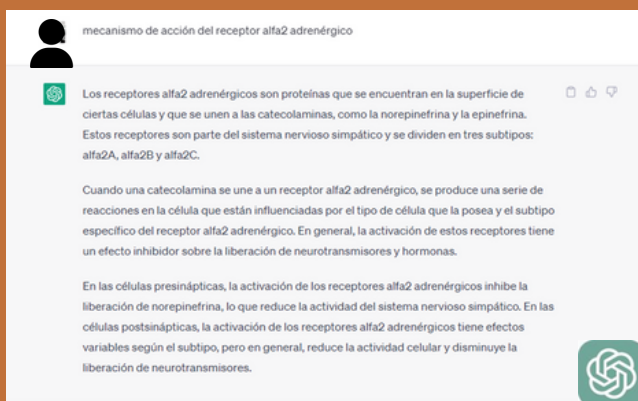 mecanismo de acción del receptor alfa2 adrenérgico
Los receptores alfa2 adrenérgicos son proteínas que se encuentran en la superficie de
ciertas células y que se unen a las catecolaminas, como la norepinefrina y la epinefrina.
Estos receptores son parte del sistema nervioso simpático y se dividen en tres subtipos:
alfa2A, alfa2B y alfa2C.
Cuando una catecolamina se une a un receptor alfa2 adrenérgico, se produce una serie de
reacciones en la célula que están influenciadas por el tipo de célula que la posea y el subtipo
específico del receptor alfa2 adrenérgico. En general, la activación de estos receptores tiene
un efecto inhibidor sobre la liberación de neurotransmisores y hormonas.
En las células presinápticas, la activación de los receptores alfa2 adrenérgicos inhibe la
liberación de norepinefrina, lo que reduce la actividad del sistema nervioso simpático. En las
células postsinápticas, la activación de los receptores alfa2 adrenérgicos tiene efectos
variables según el subtipo, pero en general, reduce la actividad celular y disminuye la
liberación de neurotransmisores.